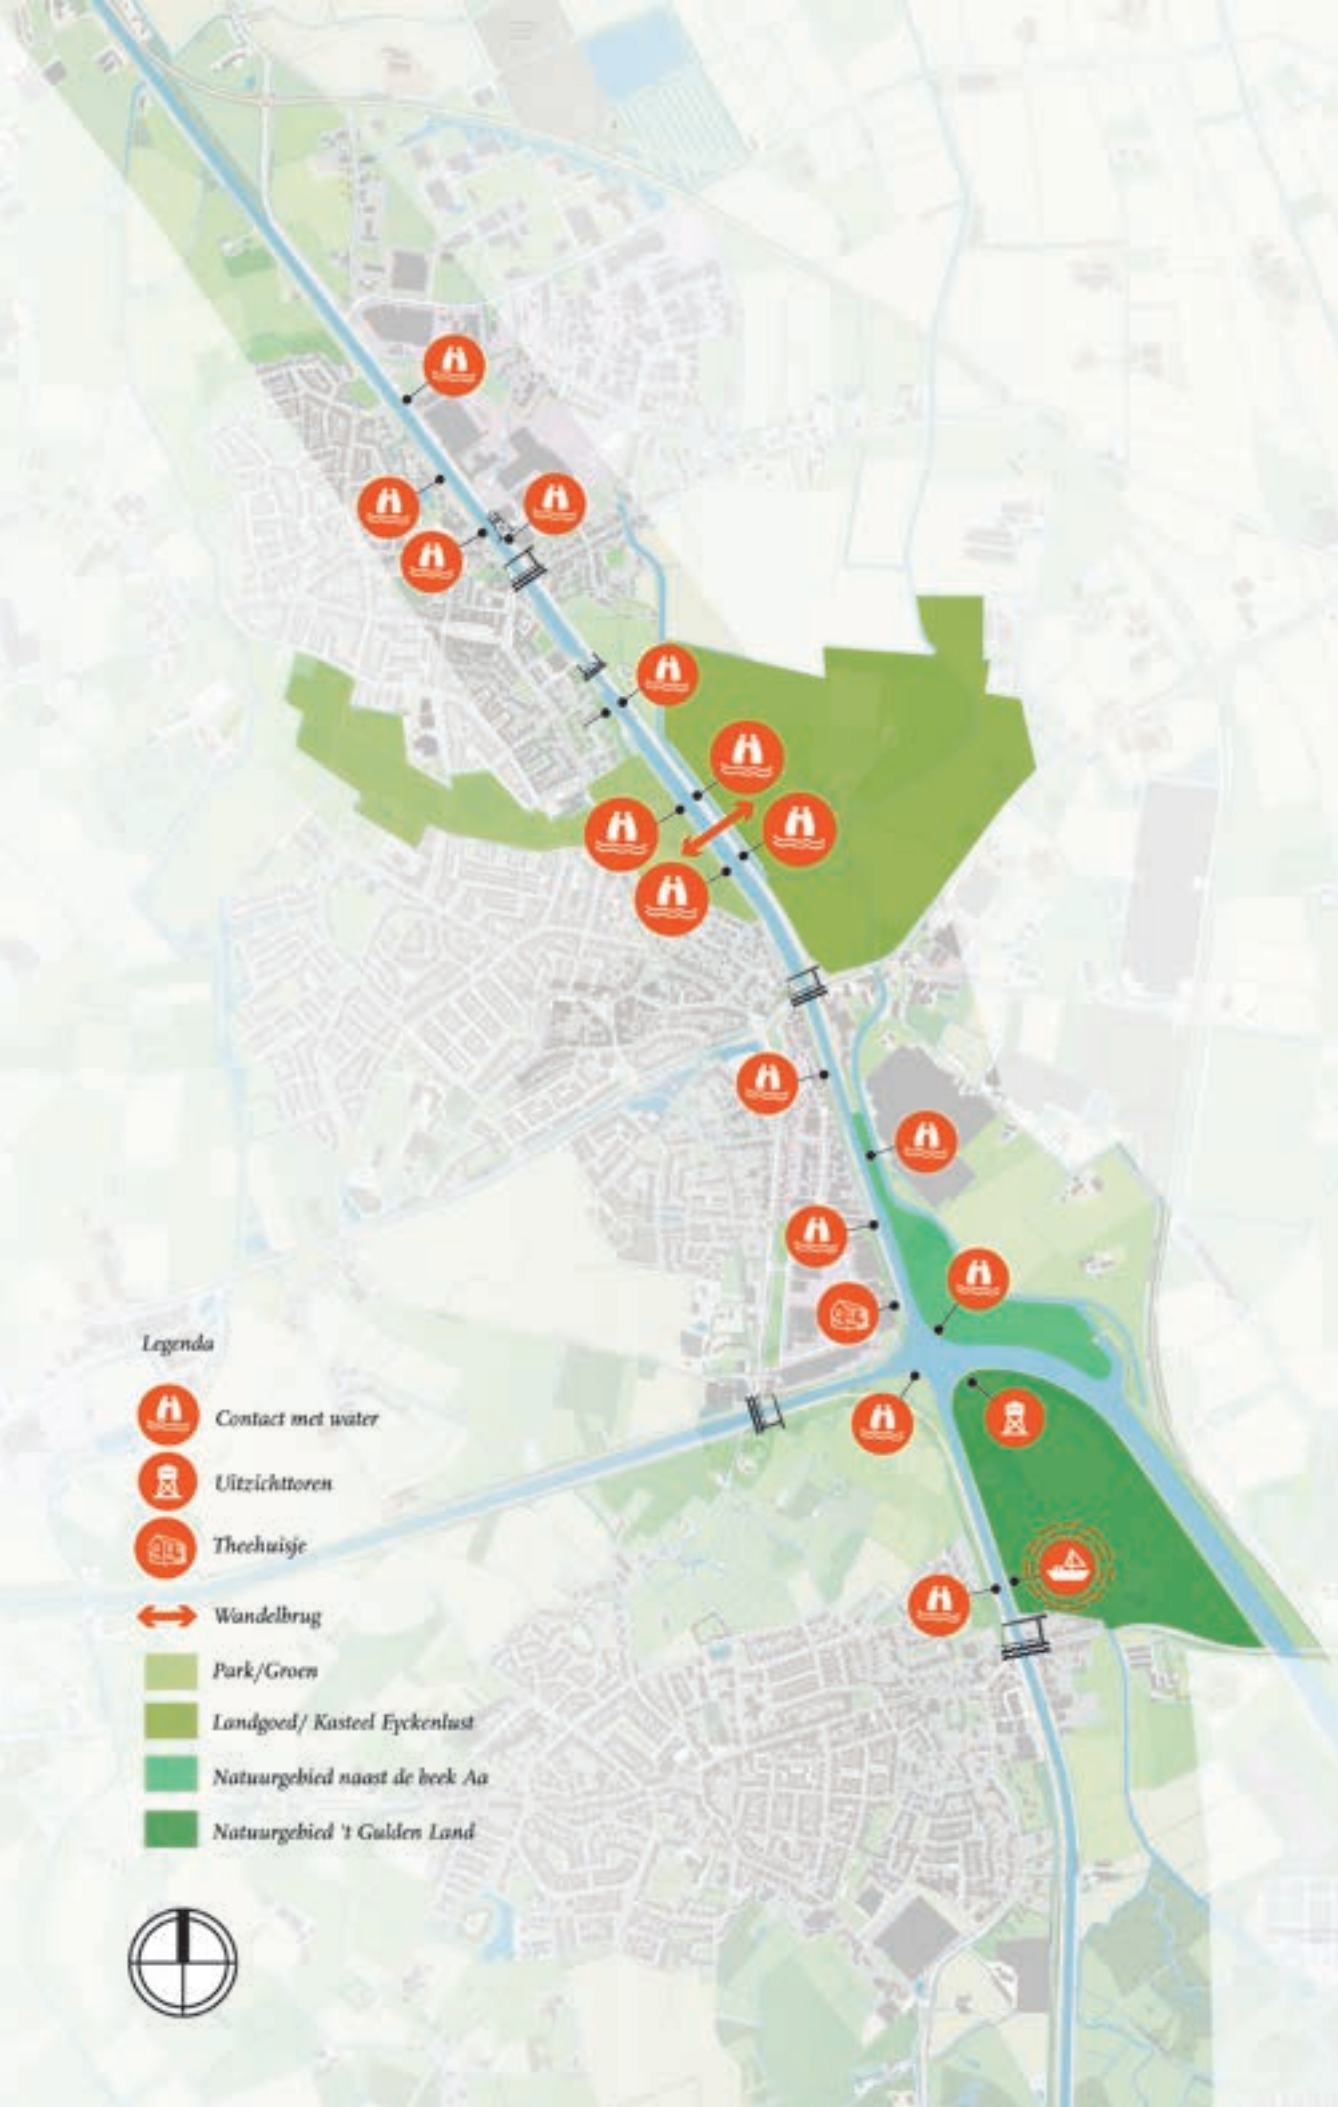 Legenda
Contact met water
Uitzichttoren
Theehuisje
Wandelbrug
Park/Groen
Landgoed/ Kasteel Eyckenlust
Natuurgebied naast de beek Aa
Natuurgebied 't Gulden Land